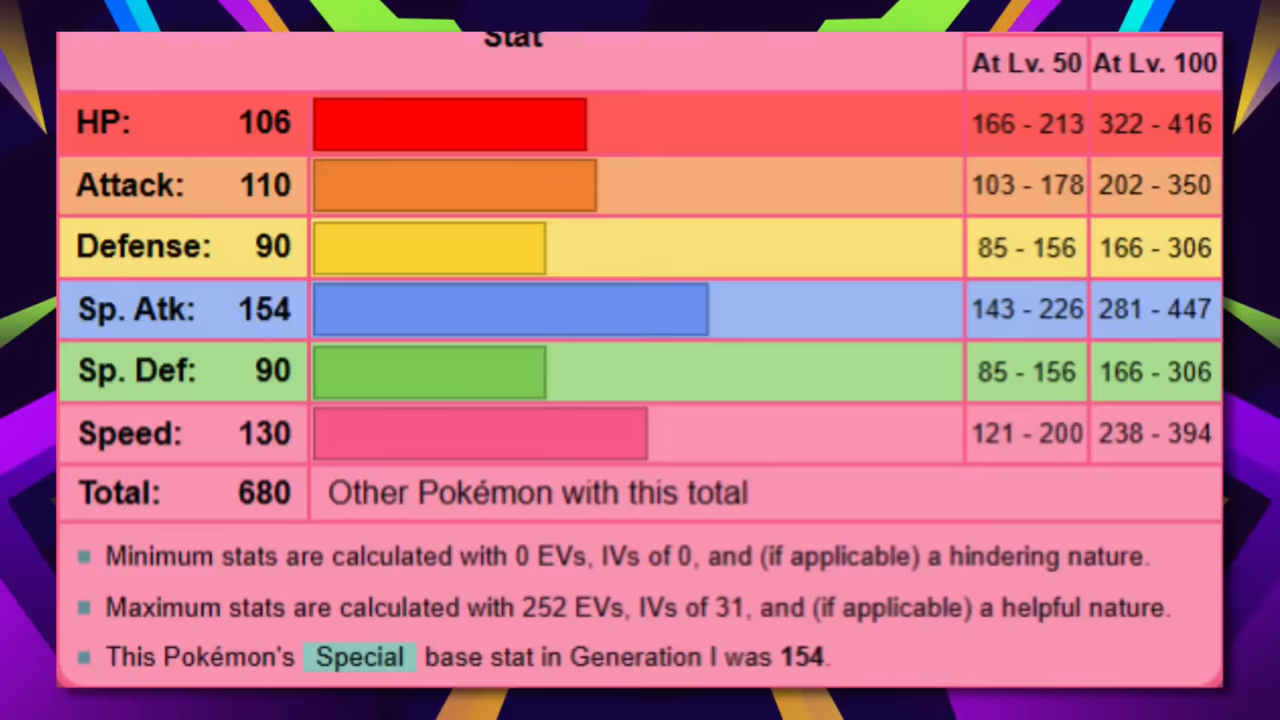 Stat
At Lv. 50 At Lv. 100
HP: 106 166 - 213 322 - 416
Attack: 110 103 - 178 202 - 350
Defense: 90 85 - 156 166 - 306
Sp. Atk: 154 143 - 226 281 - 447
Sp. Def: 90 85 - 156 166 - 306
Speed: 130 121 - 200 238 - 394
Total: 680 Other Pokémon with this total
Minimum stats are calculated with 0 EVs, IVs of 0, and (if applicable) a hindering nature.
Maximum stats are calculated with 252 EVs, IVs of 31, and (if applicable) a helpful nature.
This Pokémon's Special base stat in Generation I was 154.